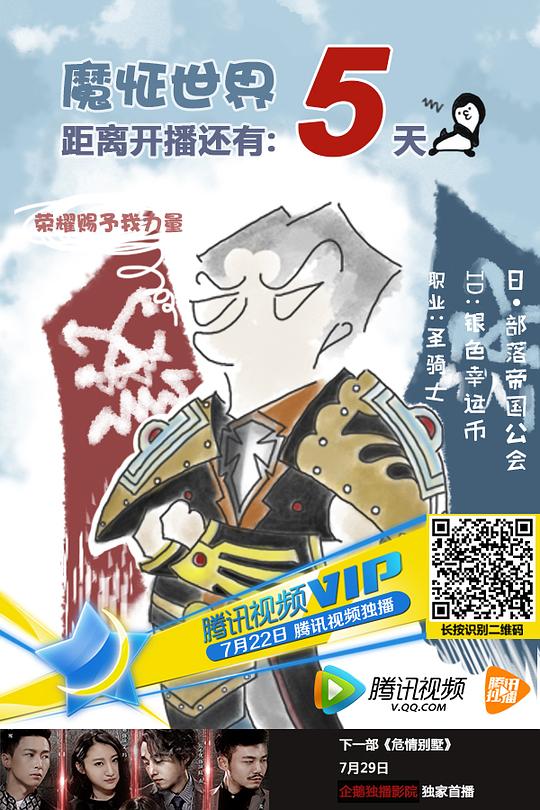 魔怔世界
距离开播还有:
5
天
荣耀赐予我力量
日·部落帝国公会
ID:银色幸运币
职业:圣骑士
腾讯视频VIP
7月22日 腾讯视频独播
长按识别二维码
腾讯视频
V.QQ.COM
腾讯独播
下一部《危情别墅》
7月29日
企鹅独播影院 独家首播